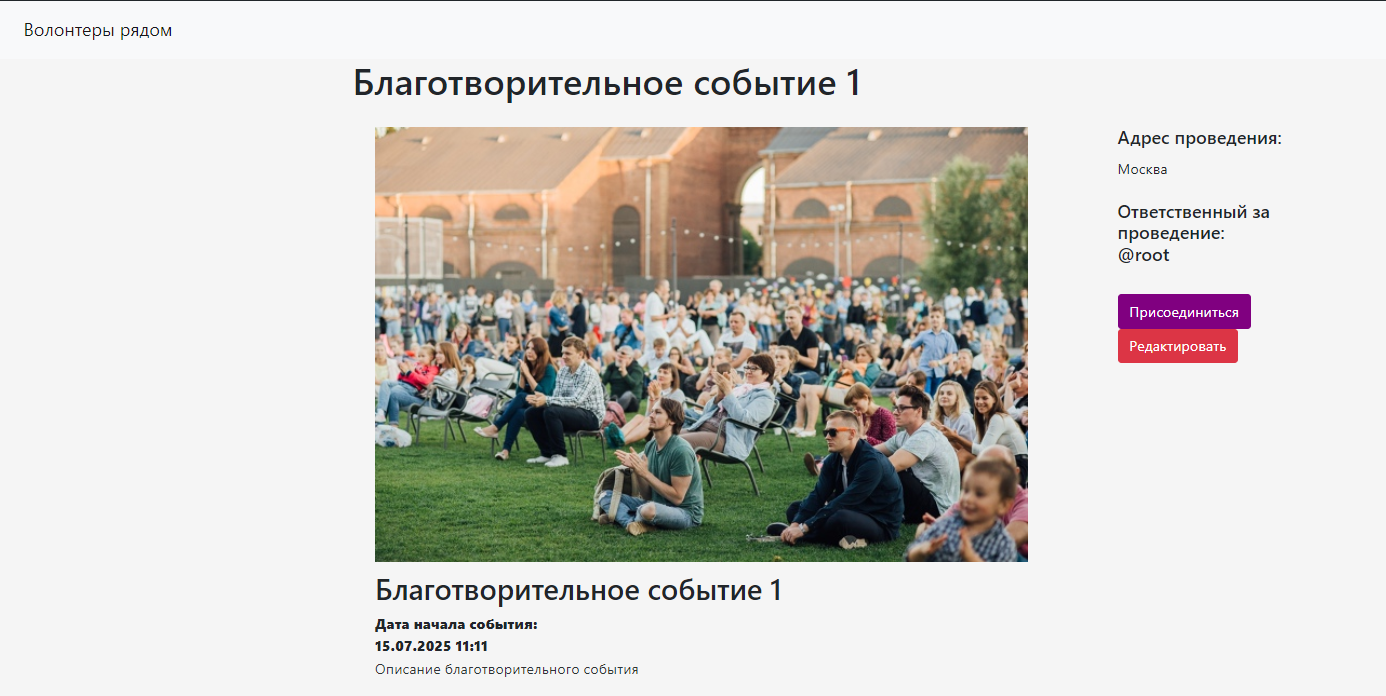 Волонтеры рядом
Благотворительное событие 1
Адрес проведения:
Москва
Ответственный за
проведение:
@root
Присоединиться
Редактировать
Благотворительное событие 1
Дата начала события:
15.07.2025 11:11
Описание благотворительного события